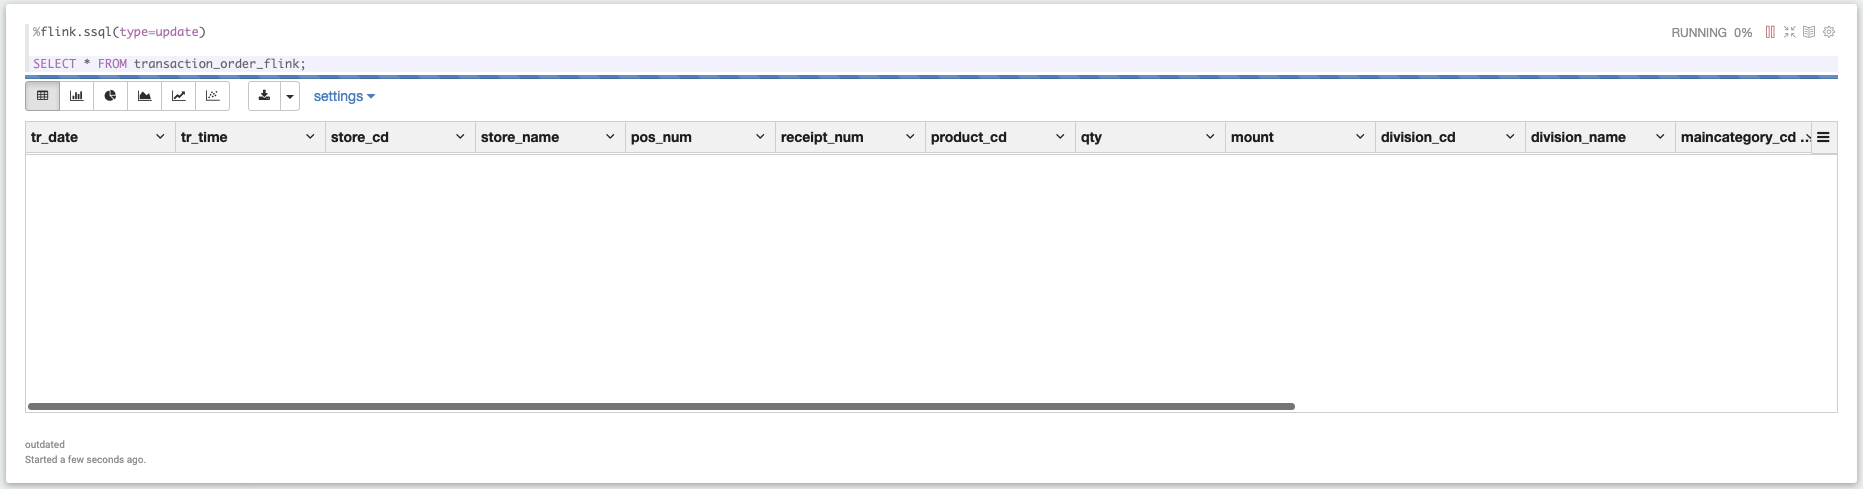 %flink.ssql(type=update)
RUNNING 0%
SELECT * FROM transaction_order_flink;
settings
tr_date tr_time store_cd store_name pos_num receipt_num product_cd qty mount division_cd division_name maincategory_cd ..
outdated
Started a few seconds ago.